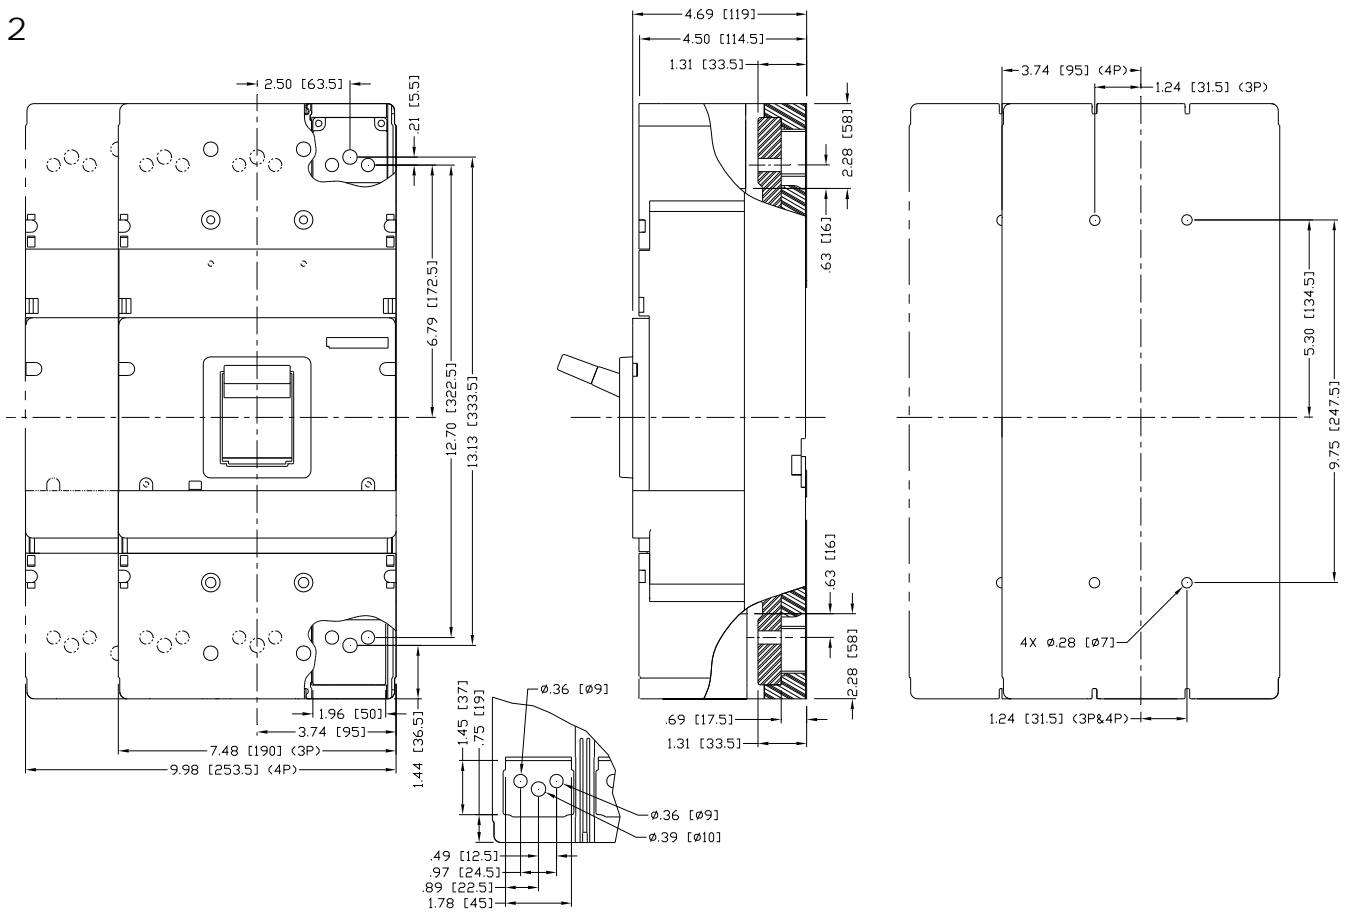 2
2.50 [63.5]
.21 [5.5]
6.79 [172.5]
12.70 [322.5]
13.13 [333.5]
1.96 [50]
3.74 [95]
7.48 [190] (3P)
9.98 [253.5] (4P)
1.44 [36.5]
4.69 [119]
4.50 [114.5]
1.31 [33.5]
2.28 [58]
.63 [16]
.63 [16]
2.28 [58]
.69 [17.5]
1.31 [33.5]
3.74 [95] (4P)
1.24 [31.5] (3P)
5.30 [134.5]
9.75 [247.5]
4X ø.28 [ø7]
1.24 [31.5] (3P&4P)
1.45 [37]
.75 [19]
ø.36 [ø9]
ø.36 [ø9]
ø.39 [ø10]
.49 [12.5]
.97 [24.5]
.89 [22.5]
1.78 [45]